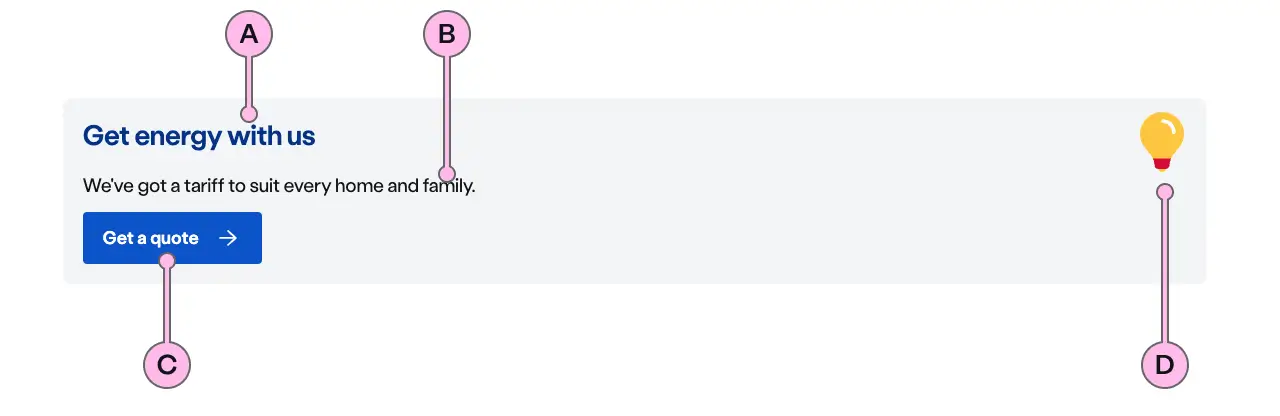 A
B
Get energy with us
We've got a tariff to suit every home and family.
Get a quote
C
D